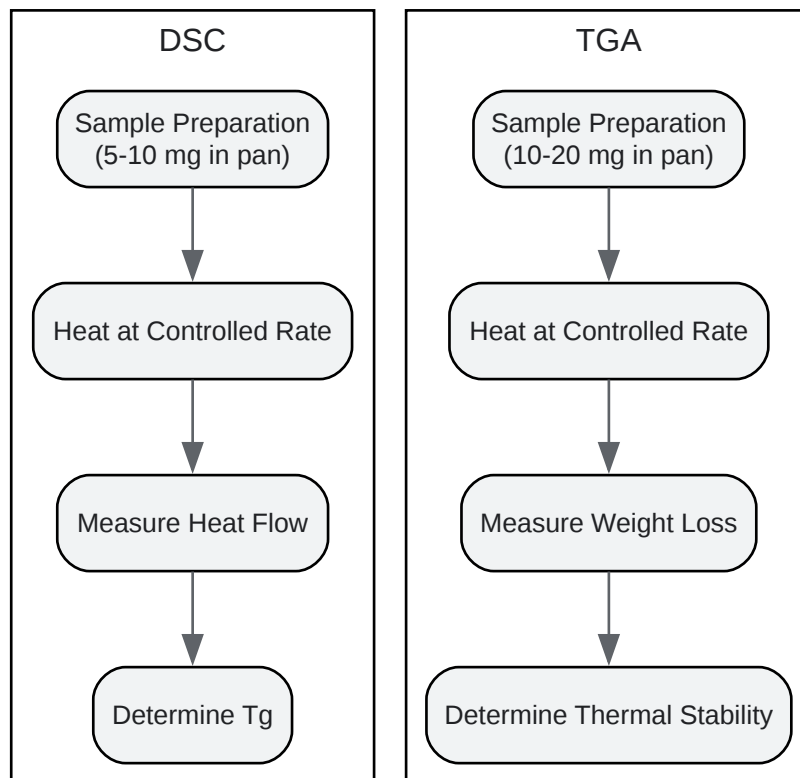 DSC
Sample Preparation
(5-10 mg in pan)
Heat at Controlled Rate
Measure Heat Flow
Determine Tg
TGA
Sample Preparation
(10-20 mg in pan)
Heat at Controlled Rate
Measure Weight Loss
Determine Thermal Stability